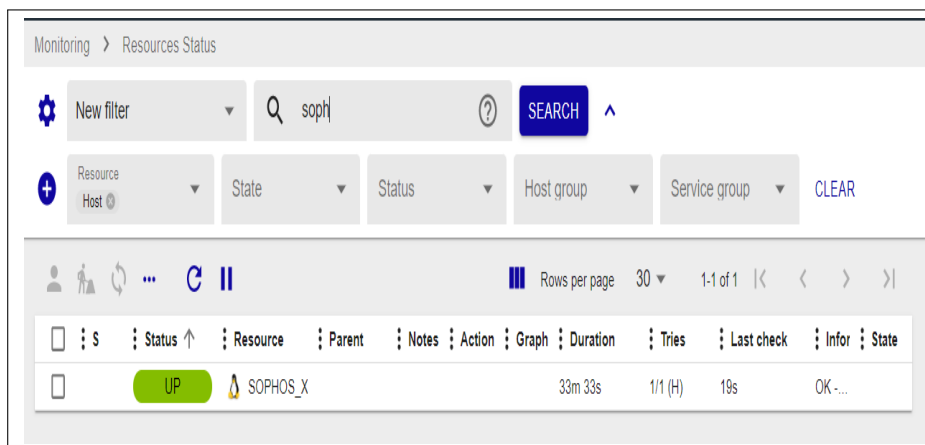 Monitoring > Resources Status
New filter soph ? SEARCH
Resource
Host State Status Host group Service group CLEAR
Rows per page 30 1-1 of 1
S Status Resource Parent Notes Action Graph Duration Tries Last check Infor State
UP SOPHOS_X 33m 33s 1/1 (H) 19s OK -...